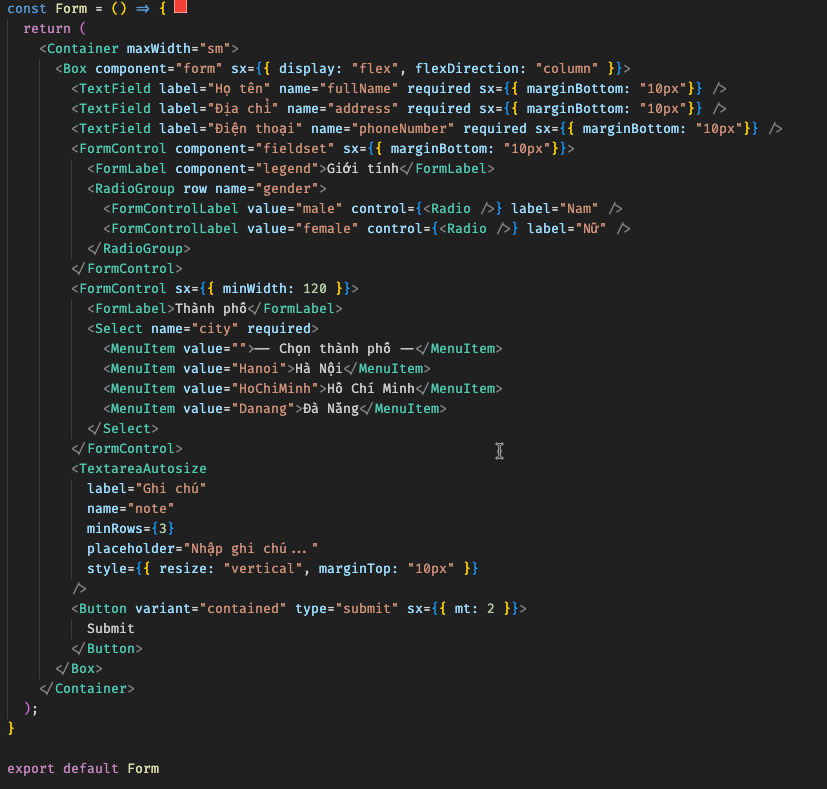 const Form = () => {
return (
<Container maxWidth="sm">
<Box component="form" sx={{ display: "flex", flexDirection: "column" }}>
<TextField label="Họ tên" name="fullName" required sx={{ marginBottom: "10px"}} />
<TextField label="Địa chỉ" name="address" required sx={{ marginBottom: "10px"}} />
<TextField label="Điện thoại" name="phoneNumber" required sx={{ marginBottom: "10px"}} />
<FormControl component="fieldset" sx={{ marginBottom: "10px"}}>
<FormLabel component="legend">Giới tính</FormLabel>
<RadioGroup row name="gender">
<FormControlLabel value="male" control={<Radio />} label="Nam" />
<FormControlLabel value="female" control={<Radio />} label="Nữ" />
</RadioGroup>
</FormControl>
<FormControl sx={{ minWidth: 120 }}>
<FormLabel>Thành phố</FormLabel>
<Select name="city" required>
<MenuItem value="">-- Chọn thành phố --</MenuItem>
<MenuItem value="Hanoi">Hà Nội</MenuItem>
<MenuItem value="HoChiMinh">Hồ Chí Minh</MenuItem>
<MenuItem value="Danang">Đà Nẵng</MenuItem>
</Select>
</FormControl>
<TextareaAutosize
label="Ghi chú"
name="note"
minRows={3}
placeholder="Nhập ghi chú..."
style={{ resize: "vertical", marginTop: "10px" }}
/>
<Button variant="contained" type="submit" sx={{ mt: 2 }}>
Submit
</Button>
</Box>
</Container>
);
}
export default Form